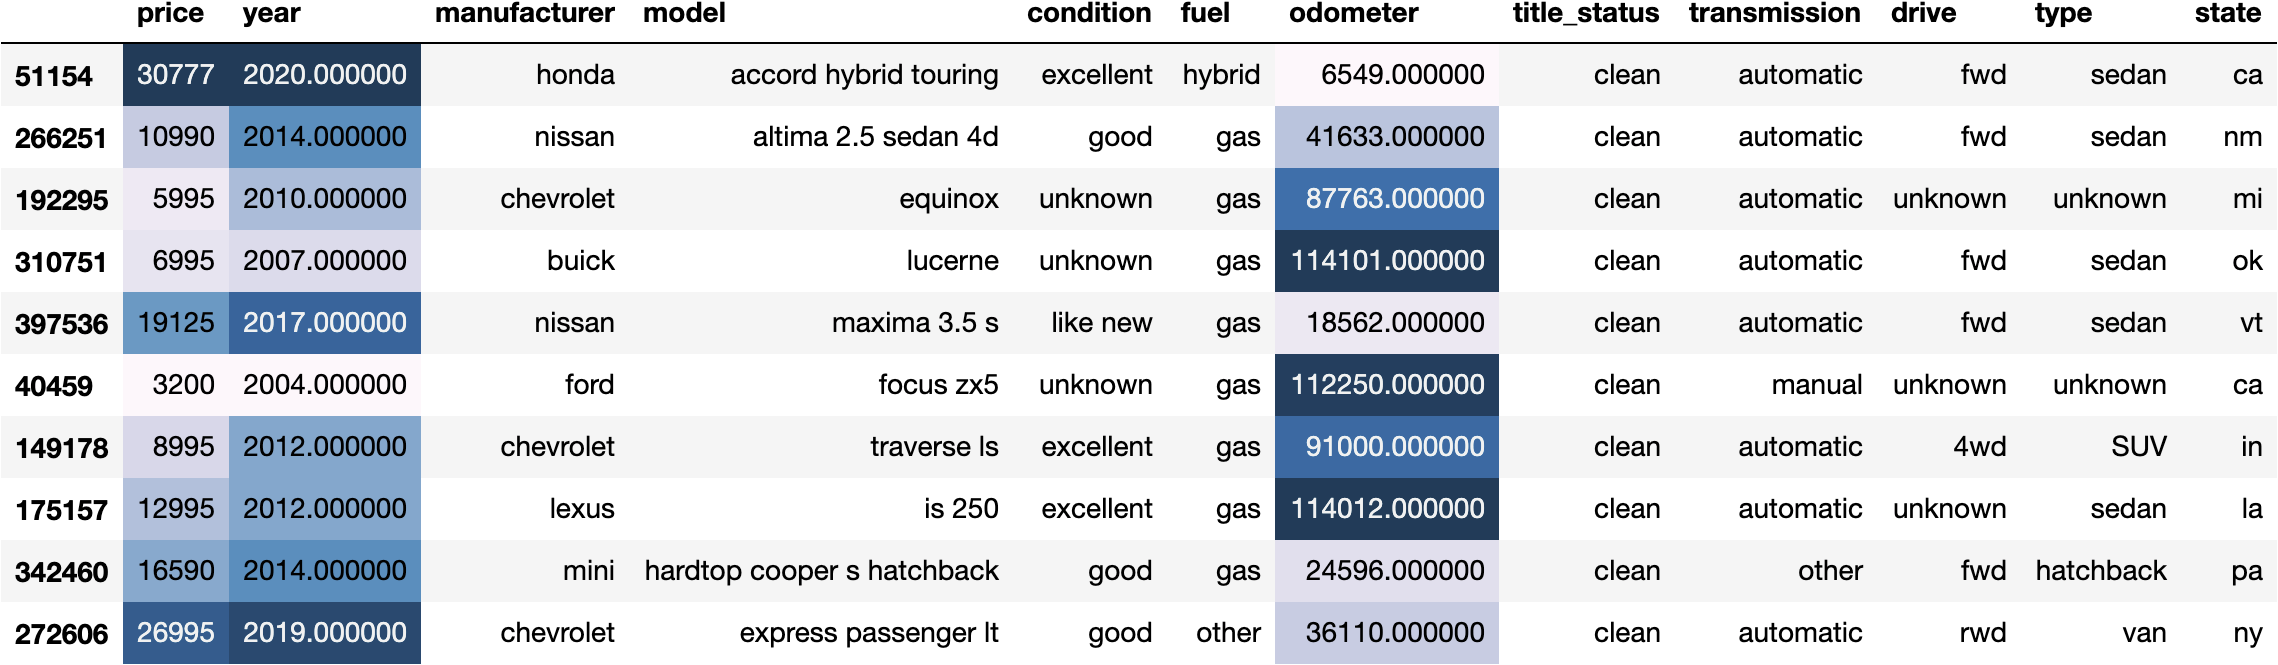 price year manufacturer model condition fuel odometer title_status transmission drive type state
51154 30777 2020.000000 honda accord hybrid touring excellent hybrid 6549.000000 clean automatic fwd sedan ca
266251 10990 2014.000000 nissan altima 2.5 sedan 4d good gas 41633.000000 clean automatic fwd sedan nm
192295 5995 2010.000000 chevrolet equinox unknown gas 87763.000000 clean automatic unknown unknown mi
310751 6995 2007.000000 buick lucerne unknown gas 114101.000000 clean automatic fwd sedan ok
397536 19125 2017.000000 nissan maxima 3.5 s like new gas 18562.000000 clean automatic fwd sedan vt
40459 3200 2004.000000 ford focus zx5 unknown gas 112250.000000 clean manual unknown unknown ca
149178 8995 2012.000000 chevrolet traverse ls excellent gas 91000.000000 clean automatic 4wd SUV in
175157 12995 2012.000000 lexus is 250 excellent gas 114012.000000 clean automatic unknown sedan la
342460 16590 2014.000000 mini hardtop cooper s hatchback good gas 24596.000000 clean other fwd hatchback pa
272606 26995 2019.000000 chevrolet express passenger lt good other 36110.000000 clean automatic rwd van ny